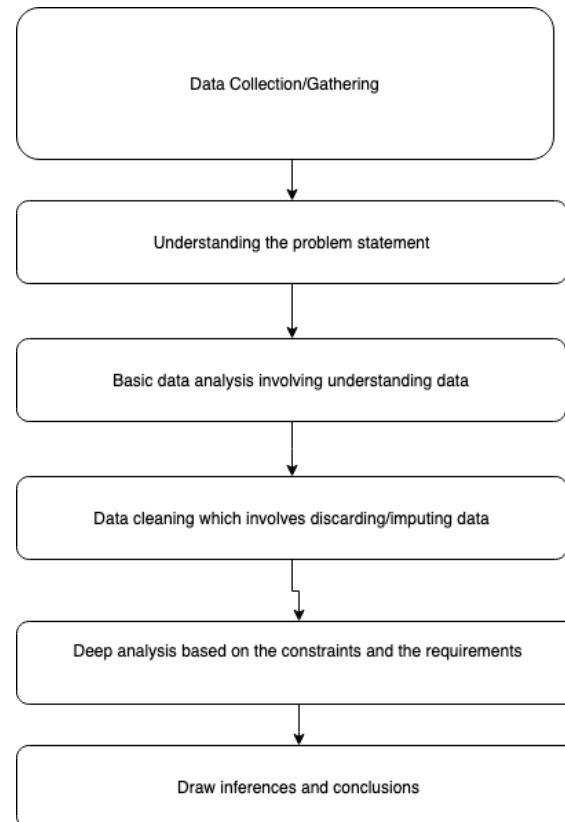 Data Collection/Gathering
Understanding the problem statement
Basic data analysis involving understanding data
Data cleaning which involves discarding/imputing data
Deep analysis based on the constraints and the requirements
Draw inferences and conclusions